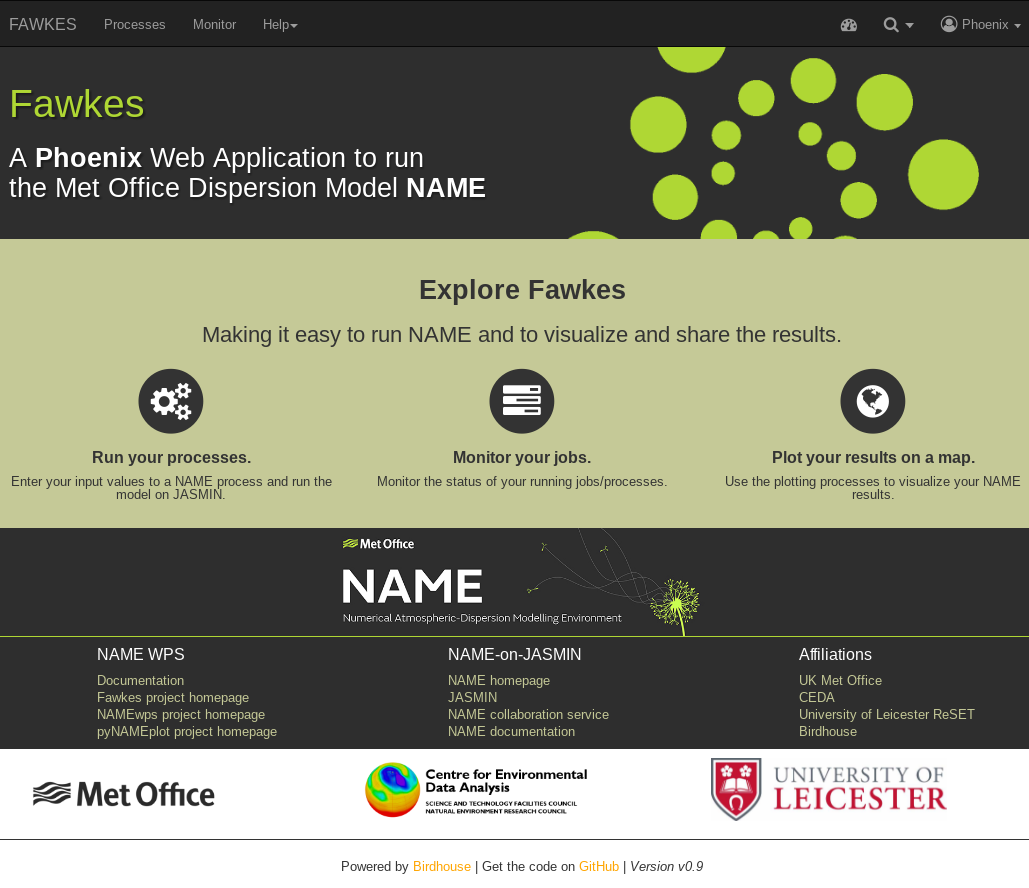 FAWKES Processes Monitor Help Phoenix
Fawkes
A Phoenix Web Application to run
the Met Office Dispersion Model NAME
Explore Fawkes
Making it easy to run NAME and to visualize and share the results.
Run your processes.
Enter your input values to a NAME process and run the
model on JASMIN.
Monitor your jobs.
Monitor the status of your running jobs/processes.
Plot your results on a map.
Use the plotting processes to visualize your NAME
results.
Met Office
NAME
Numerical Atmospheric-Dispersion Modelling Environment
NAME WPS
Documentation
Fawkes project homepage
NAMEwps project homepage
pyNAMEplot project homepage
NAME-on-JASMIN
NAME homepage
JASMIN
NAME collaboration service
NAME documentation
Affiliations
UK Met Office
CEDA
University of Leicester ReSET
Birdhouse
Met Office
Centre for Environmental
Data Analysis
SCIENCE AND TECHNOLOGY FACILITIES COUNCIL
NATURAL ENVIRONMENT RESEARCH COUNCIL
UNIVERSITY OF
LEICESTER
Powered by Birdhouse | Get the code on GitHub | Version v0.9